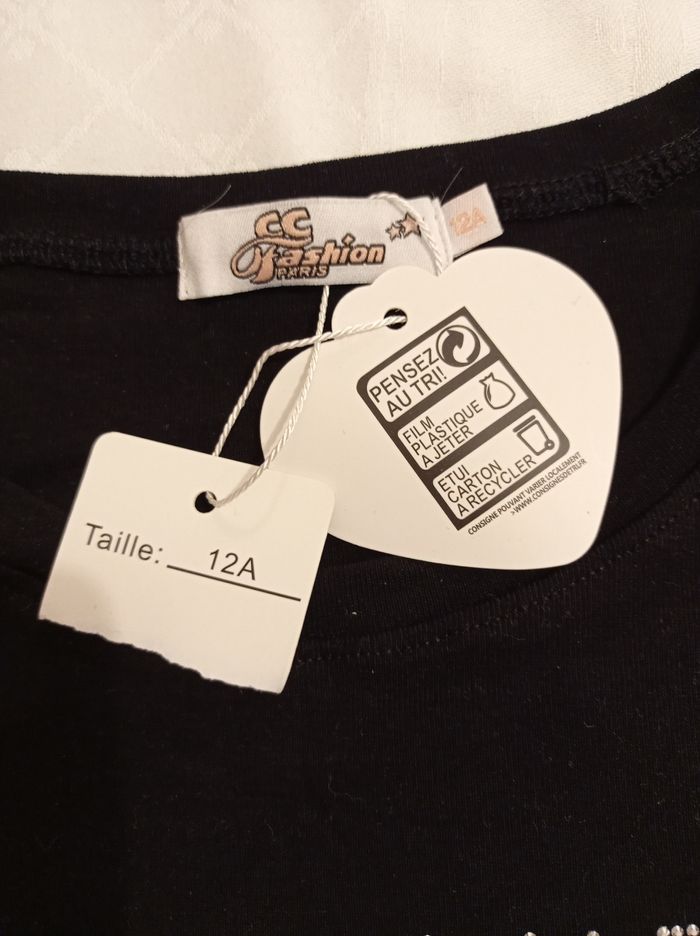 CC
Fashion
PARIS
12A
PENSEZ
AU TRI!
FILM
PLASTIQUE
A JETER
ETUI
CARTON
A RECYCLER
CONSIGNE POUVANT VARIER LOCALEMENT
>WWW.CONSIGNESDETRI.FR
Taille: 12A